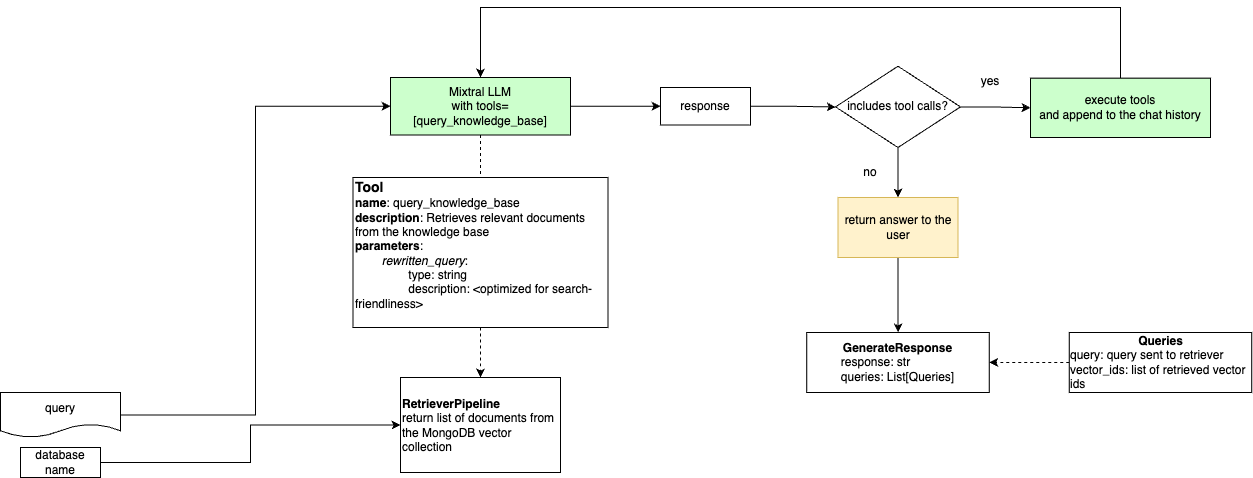 Mixtral LLM
with tools=
[query_knowledge_base]
response
includes tool calls?
yes
execute tools
and append to the chat history
no
return answer to the
user
Tool
name: query_knowledge_base
description: Retrieves relevant documents
from the knowledge base
parameters:
rewritten_query:
type: string
description: <optimized for search-
friendliness>
GenerateResponse
response: str
queries: List[Queries]
Queries
query: query sent to retriever
vector_ids: list of retrieved vector
ids
query
database
name
RetrieverPipeline
return list of documents from
the MongoDB vector
collection